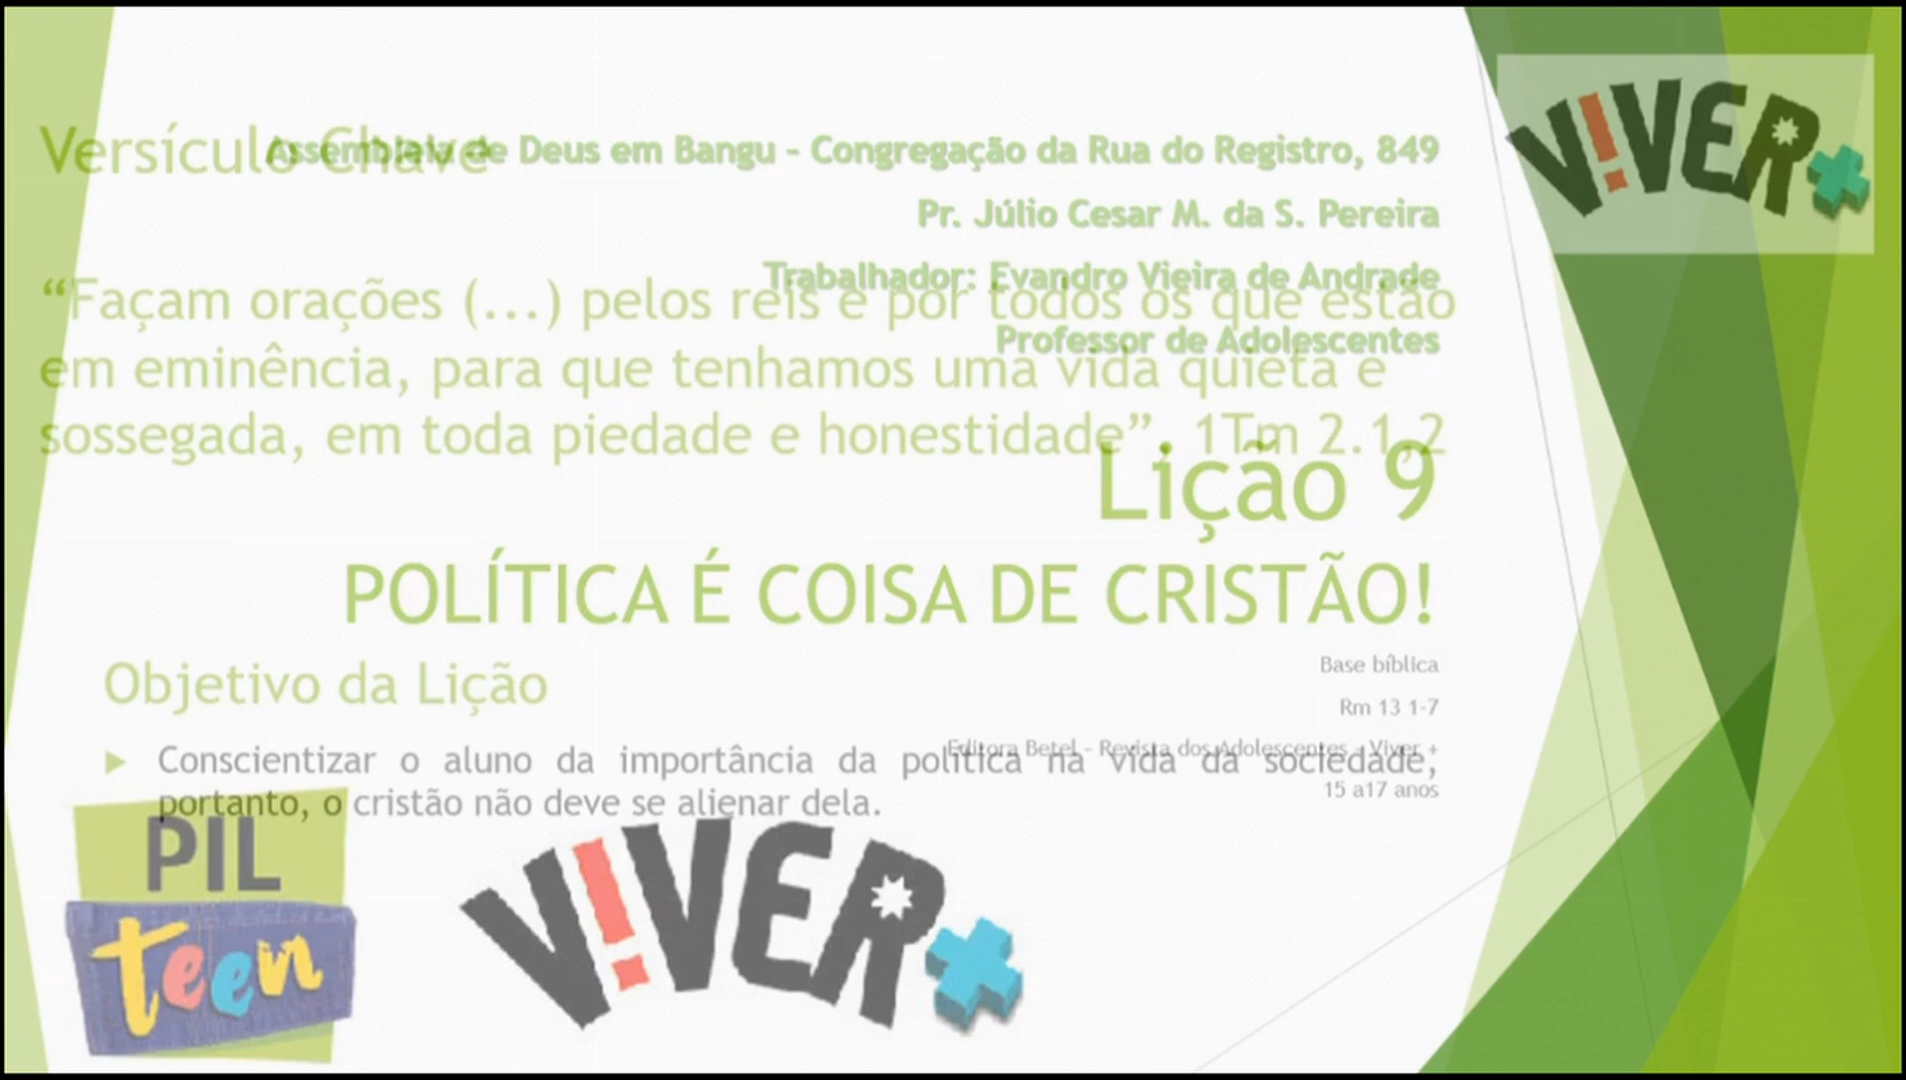 Assembleia de Deus em Bangu – Congregação da Rua do Registro, 849
Pr. Júlio Cesar M. da S. Pereira
Trabalhador: Evandro Vieira de Andrade
Professor de Adolescentes
Lição 9
POLÍTICA É COISA DE CRISTÃO!
Base bíblica
Rm 13 1-7
Editora Betel – Revista dos Adolescentes – Viver +
15 a17 anos
PIL
teen
V!VER+
Versículo Chave
“Façam orações (...) pelos reis e por todos os que estão
em eminência, para que tenhamos uma vida quieta e
sossegada, em toda piedade e honestidade”. 1Tm 2.1,2
Objetivo da Lição
Conscientizar o aluno da importância da política na vida da sociedade,
portanto, o cristão não deve se alienar dela.
V!VER+